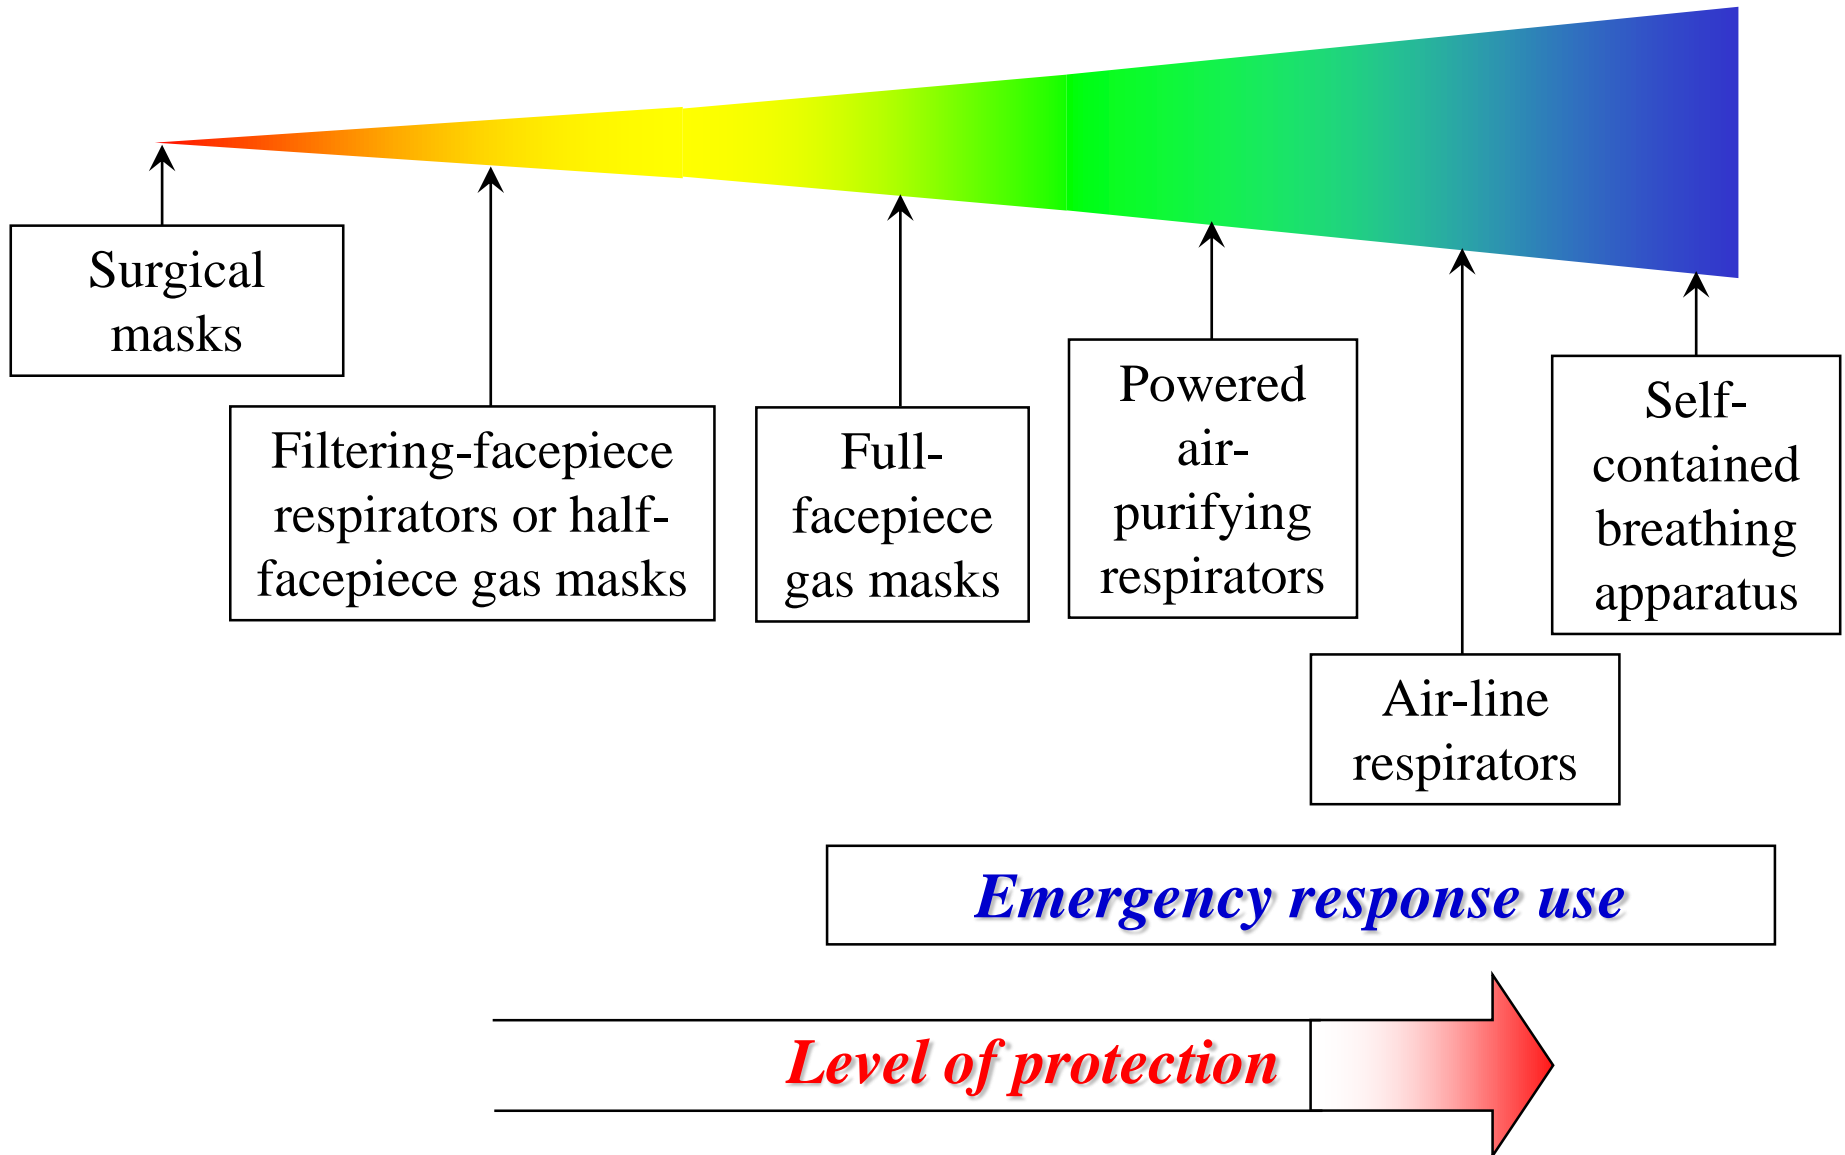 Surgical
masks
Filtering-facepiece
respirators or half-
facepiece gas masks
Full-
facepiece
gas masks
Powered
air-
purifying
respirators
Air-line
respirators
Self-
contained
breathing
apparatus
Emergency response use
Level of protection